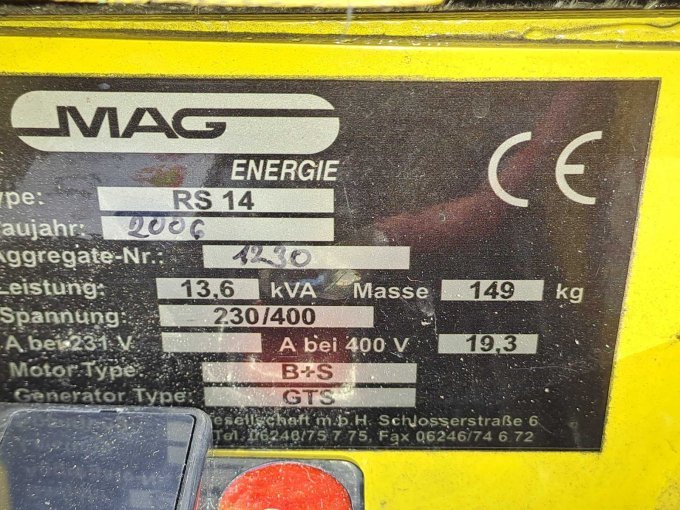 MAG
ENERGIE
CE
ype: RS 14
aujahr: 2006
Aggregate-Nr.: 1230
Leistung: 13,6 kVA Masse 149 kg
Spannung: 230/400
A bei 231 V A bei 400 V 19,3
Motor Type: B+S
Generator Type: GTS
esellschaft m.b.H. Schlosserstraße 6
Tel. 06246/75 7 75, Fax 06246/74 6 72